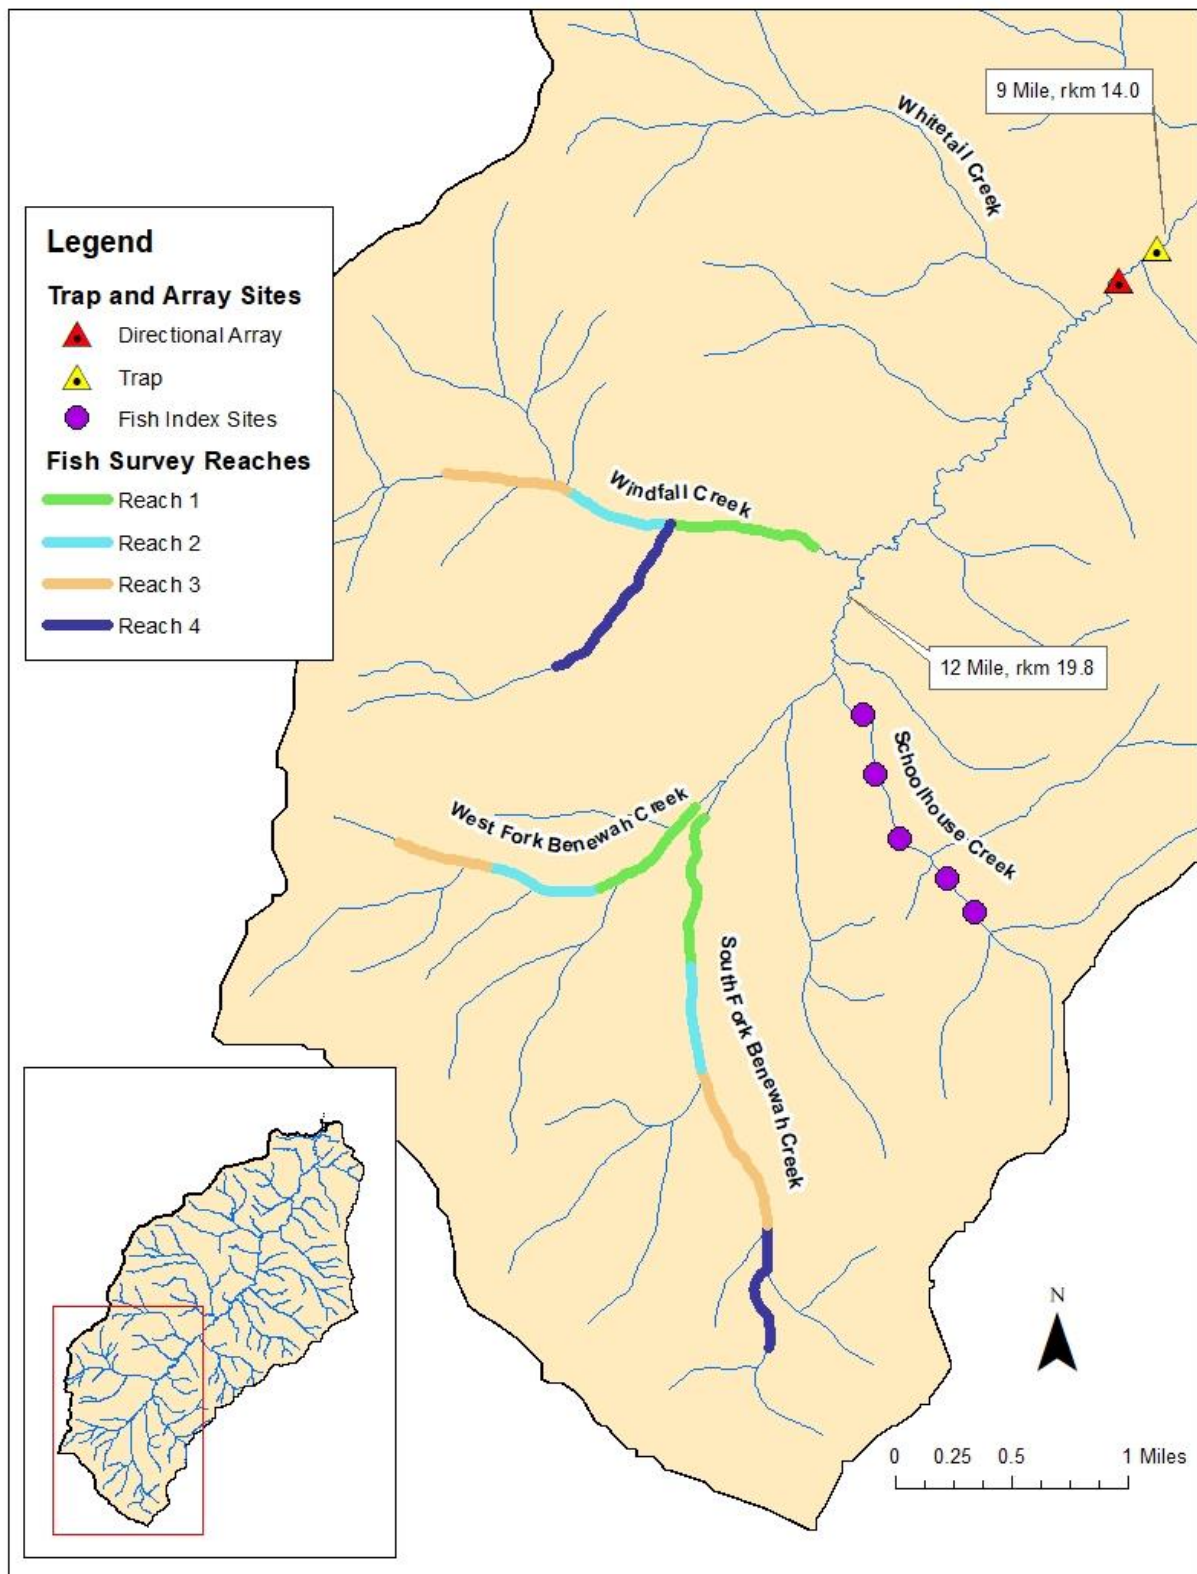 9 Mile, rkm 14.0
Whitetail Creek
Legend
Trap and Array Sites
Directional Array
Trap
Fish Index Sites
Fish Survey Reaches
Reach 1
Reach 2
Reach 3
Reach 4
Windfall Creek
12 Mile, rkm 19.8
Schoolhouse Creek
West Fork Benewah Creek
South Fork Benewah Creek
N
0 0.25 0.5 1 Miles